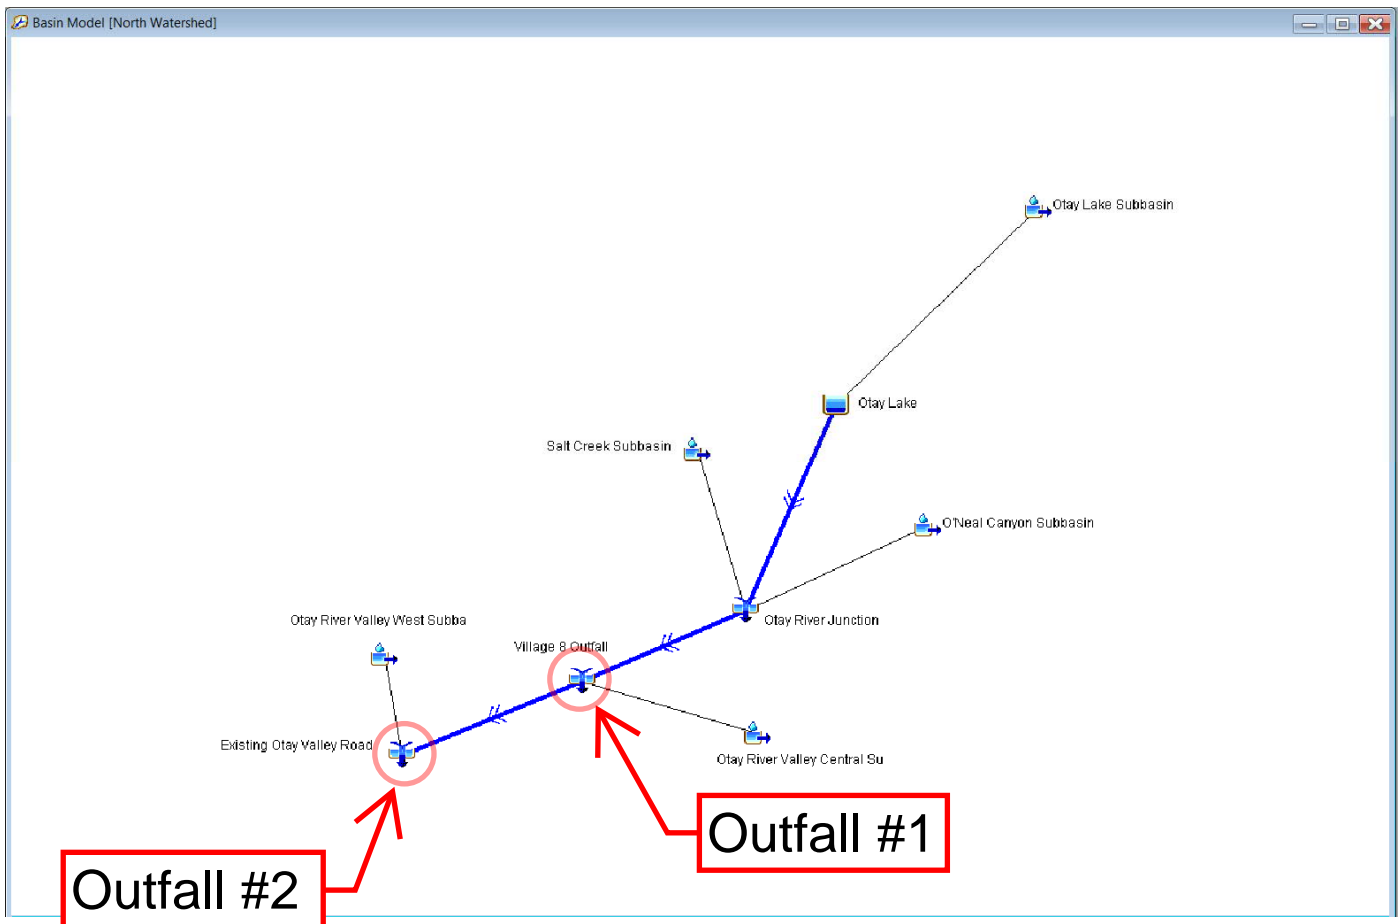 Basin Model [North Watershed]
Otay Lake Subbasin
Otay Lake
Salt Creek Subbasin
O'Neal Canyon Subbasin
Otay River Junction
Otay River Valley West Subba
Village 8 Outfall
Existing Otay Valley Road
Otay River Valley Central Su
Outfall #1
Outfall #2